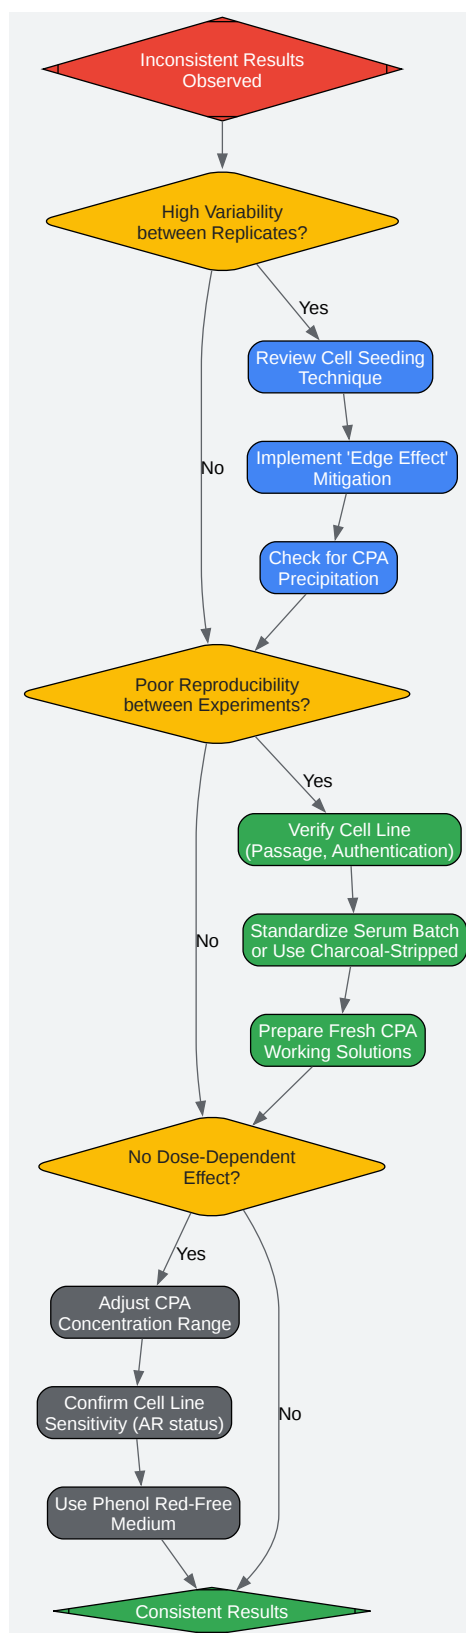 Inconsistent Results
Observed
High Variability
between Replicates?
Yes
Review Cell Seeding
Technique
Implement 'Edge Effect'
Mitigation
No
Check for CPA
Precipitation
Poor Reproducibility
between Experiments?
Yes
Verify Cell Line
(Passage, Authentication)
No
Standardize Serum Batch
or Use Charcoal-Stripped
Prepare Fresh CPA
Working Solutions
No Dose-Dependent
Effect?
Yes
Adjust CPA
Concentration Range
Confirm Cell Line
Sensitivity (AR status)
No
Use Phenol Red-Free
Medium
Consistent Results